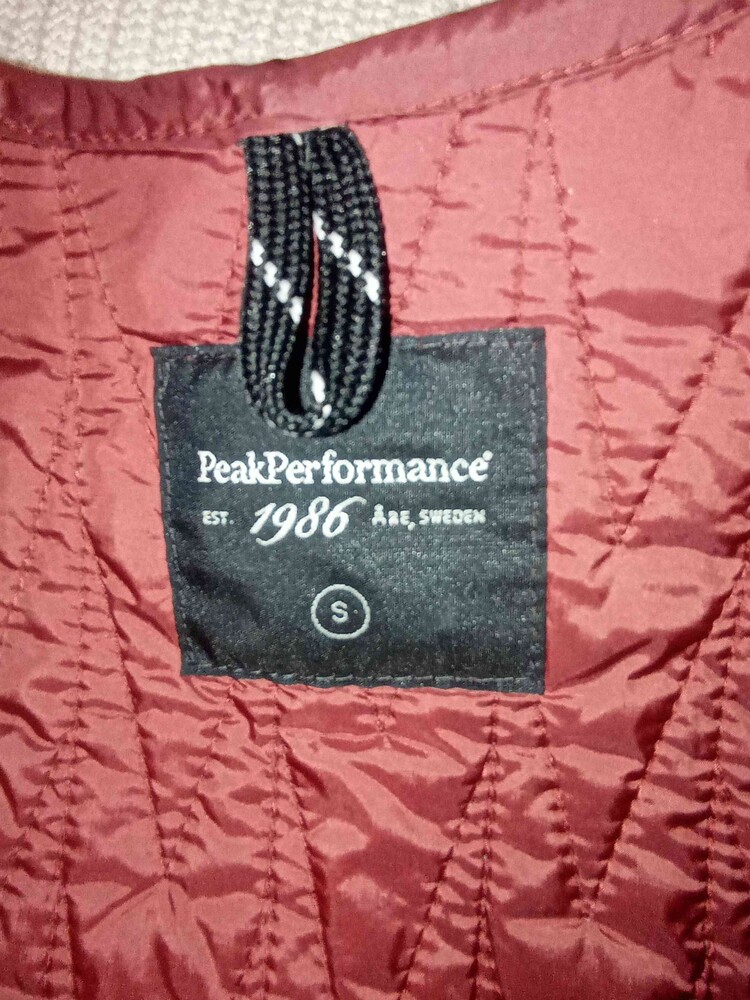 PeakPerformance®
EST. 1986 ÅRE, SWEDEN
S